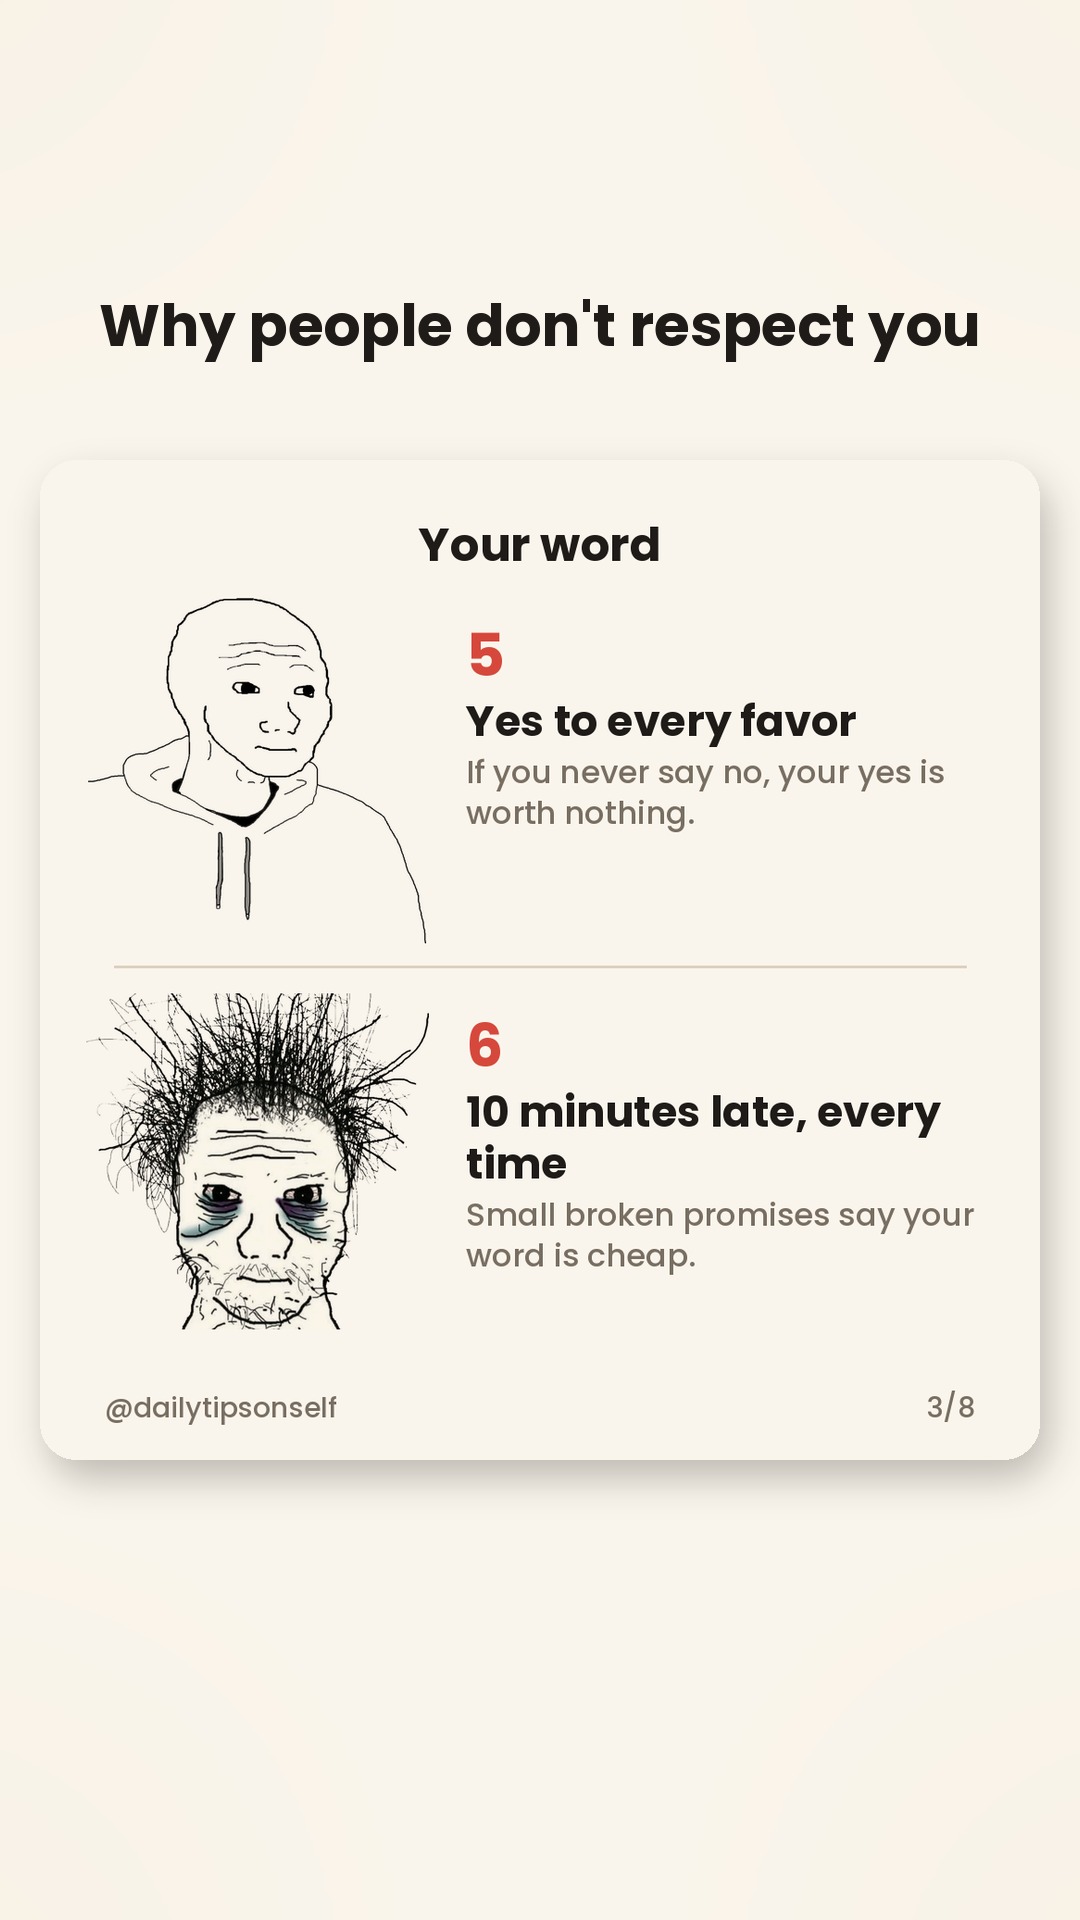 Why people don't respect you
Your word
5
Yes to every favor
If you never say no, your yes is
worth nothing.
6
10 minutes late, every
time
Small broken promises say your
word is cheap.
@dailytipsonself
3/8